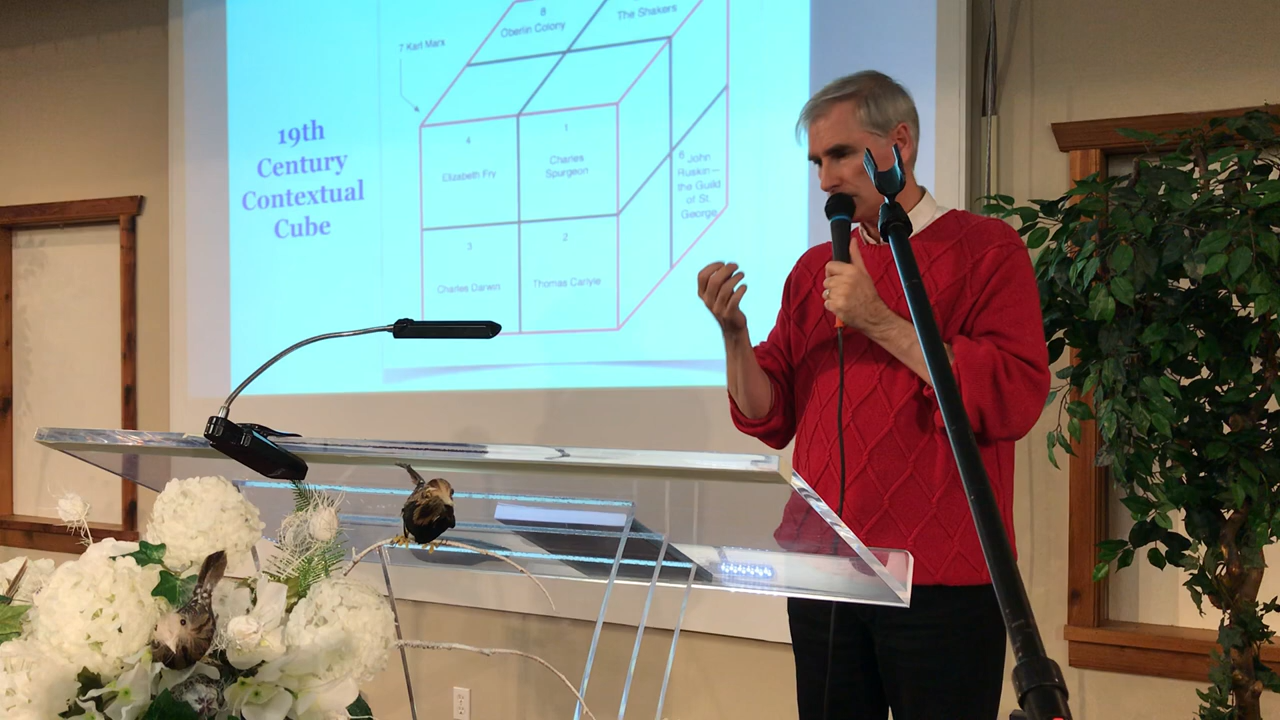 8
Oberlin Colony
The Shakers
7 Karl Marx
19th
Century
Contextual
Cube
4
Elizabeth Fry
1
Charles
Spurgeon
3
Charles Darwin
2
Thomas Carlyle
6 John
Ruskin—
the Guild
of St.
George